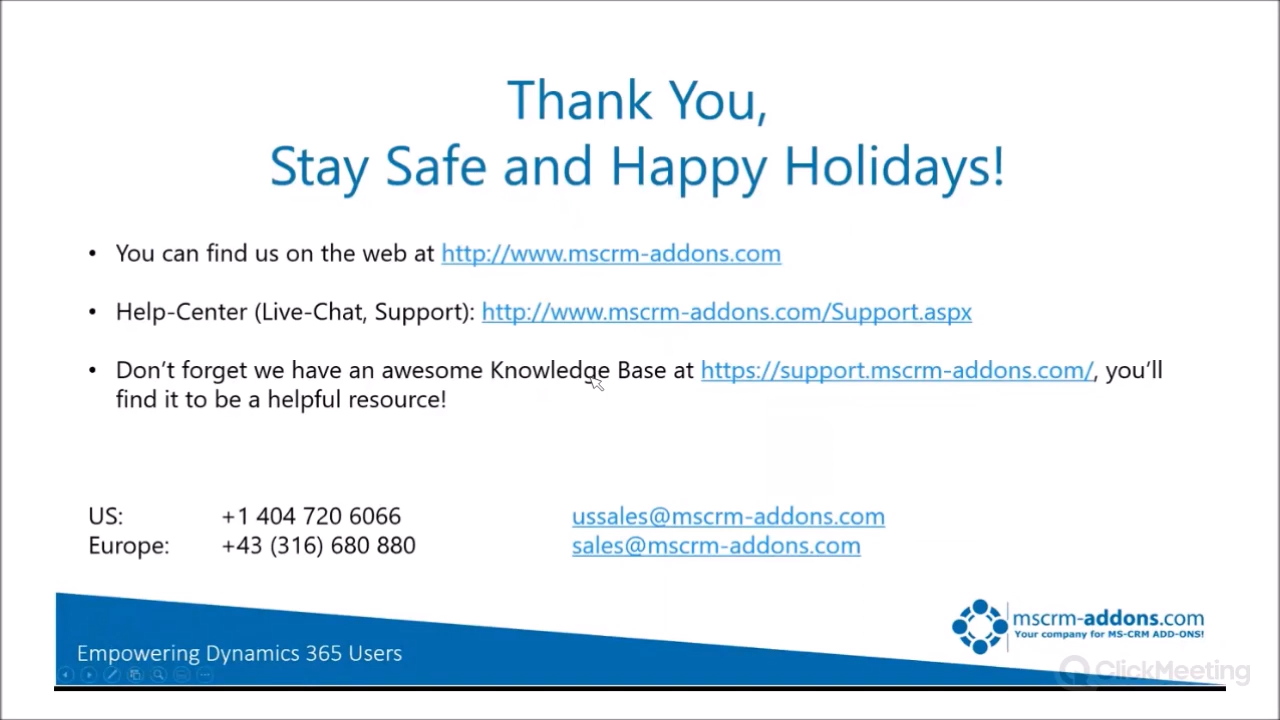 Thank You,
Stay Safe and Happy Holidays!
• You can find us on the web at http://www.mscrm-addons.com
• Help-Center (Live-Chat, Support): http://www.mscrm-addons.com/Support.aspx
• Don't forget we have an awesome Knowledge Base at https://support.mscrm-addons.com/, you'll
find it to be a helpful resource!
US: +1 404 720 6066 ussales@mscrm-addons.com
Europe: +43 (316) 680 880 sales@mscrm-addons.com
mscrm-addons.com
Your company for MS-CRM ADD-ONS!
Empowering Dynamics 365 Users
ClickMeeting